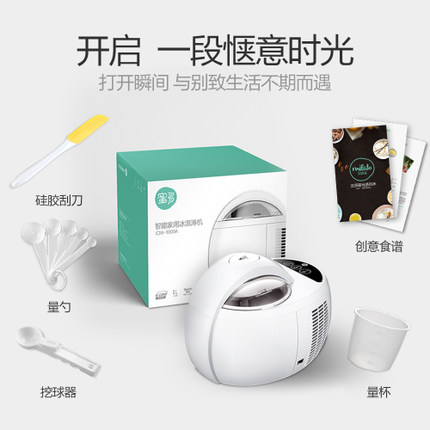 开启 一段惬意时光
打开瞬间 与别致生活不期而遇
硅胶刮刀
智能家用冰淇淋机
ICM-1000A
创意食谱
量勺
挖球器
量杯